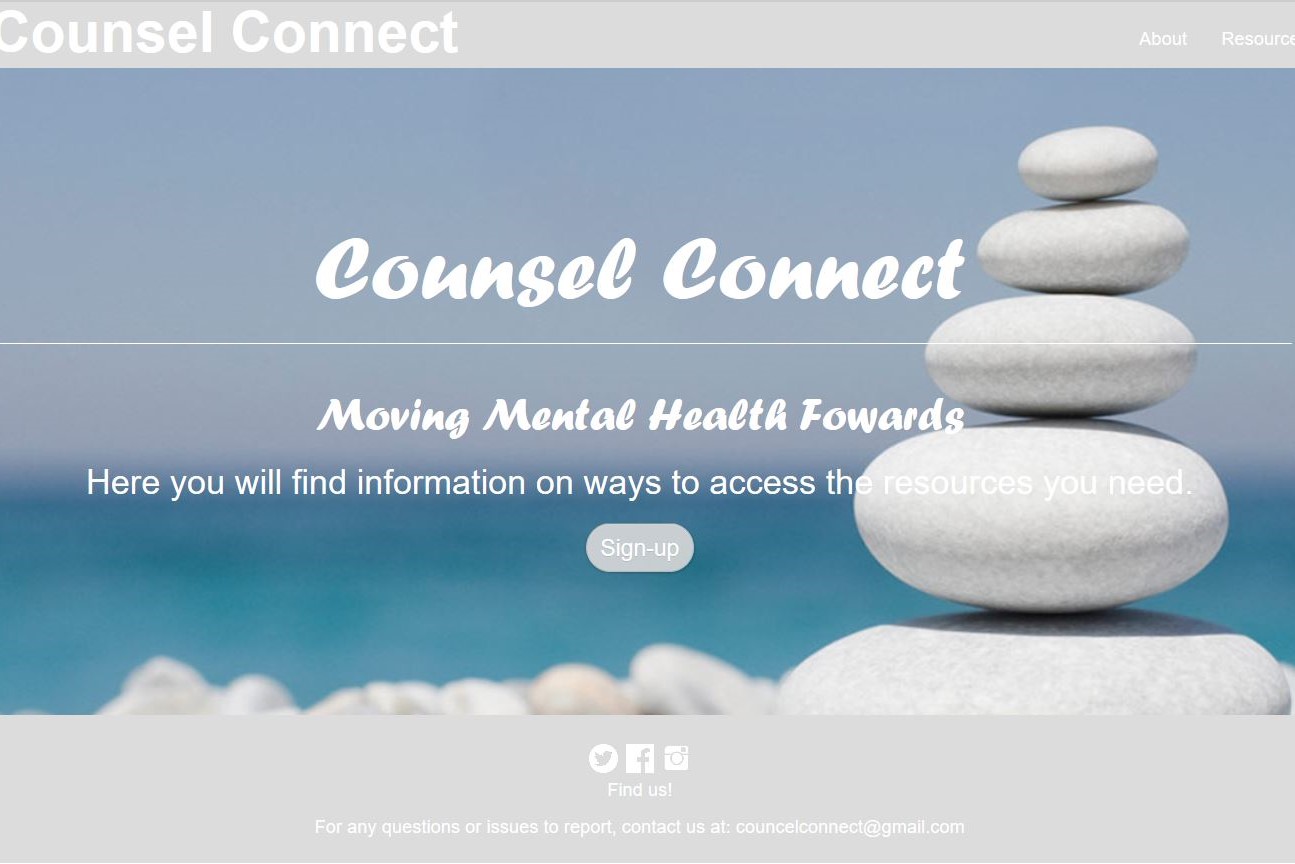 Counsel Connect
About Resource
Counsel Connect
Moving Mental Health Fowards
Here you will find information on ways to access the resources you need.
Sign-up
Find us!
For any questions or issues to report, contact us at: councelconnect@gmail.com